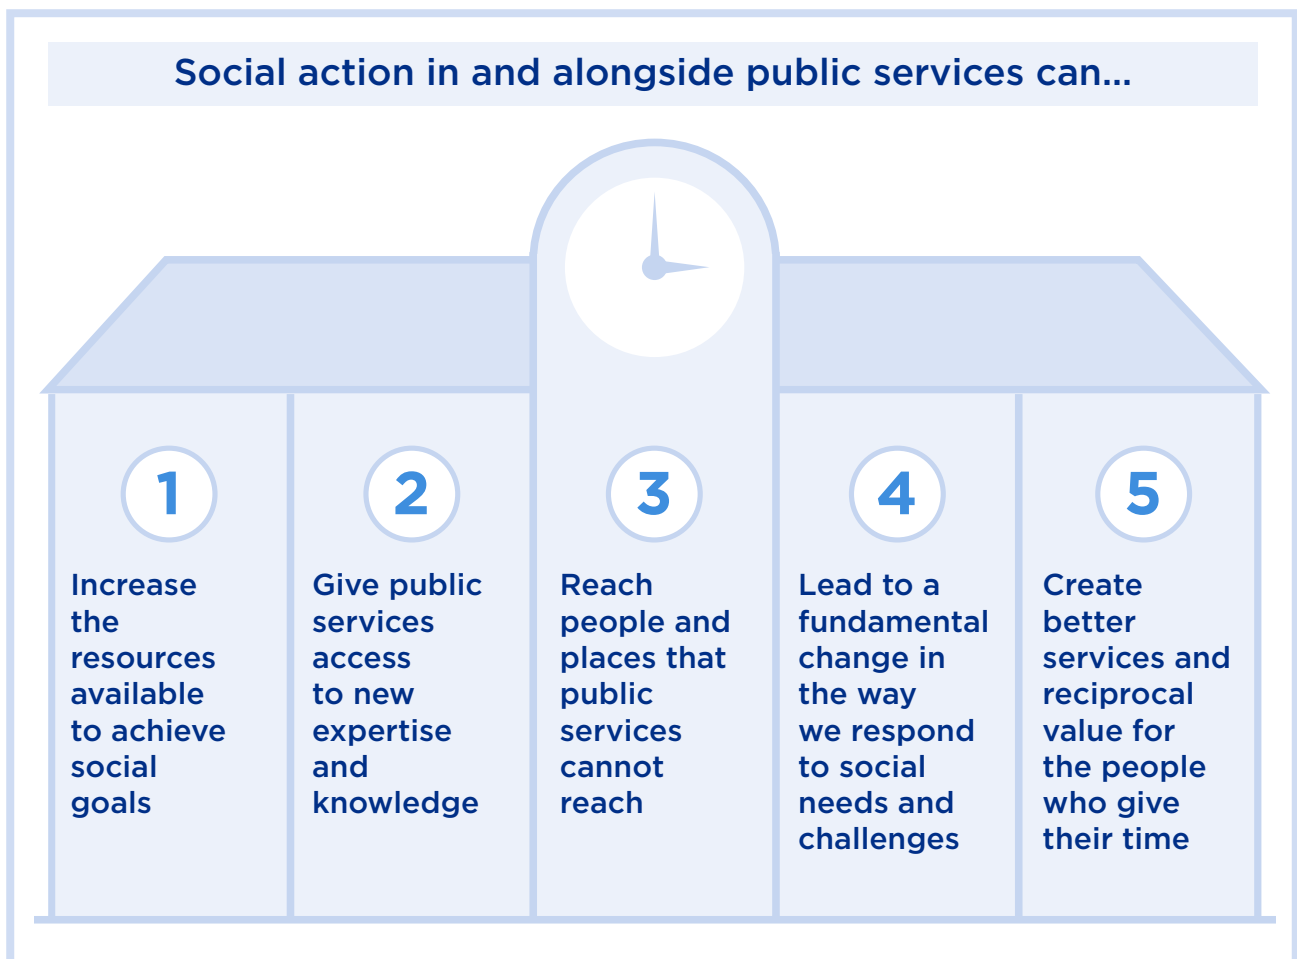 Social action in and alongside public services can...
1
Increase
the
resources
available
to achieve
social
goals
2
Give public
services
access
to new
expertise
and
knowledge
3
Reach
people and
places that
public
services
cannot
reach
4
Lead to a
fundamental
change in
the way
we respond
to social
needs and
challenges
5
Create
better
services and
reciprocal
value for
the people
who give
their time